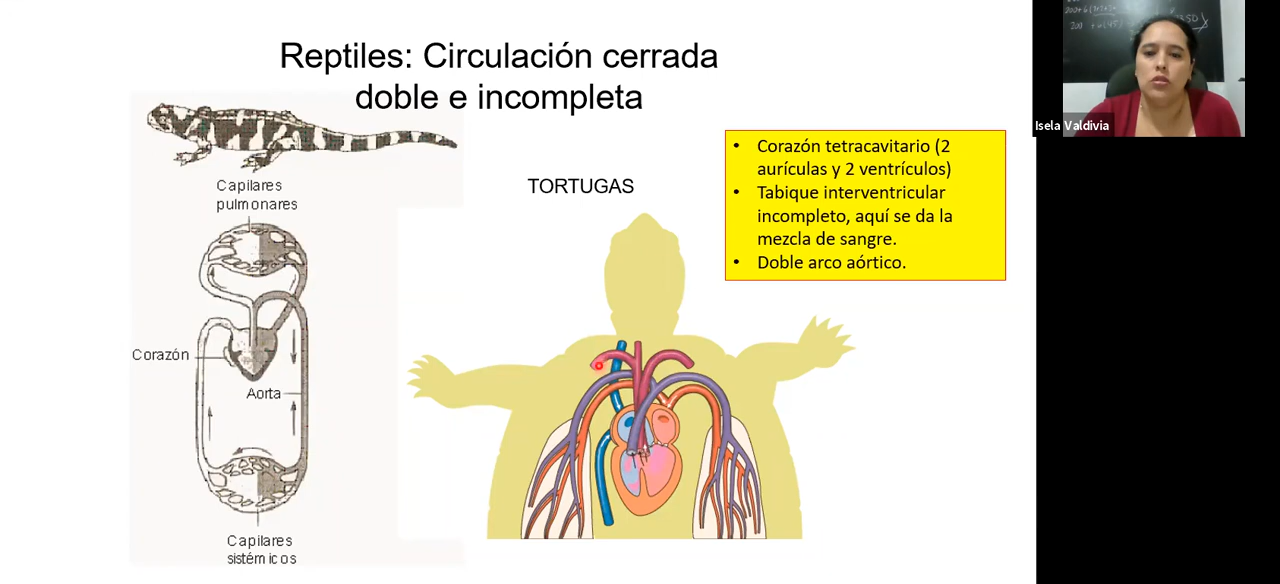 Reptiles: Circulación cerrada
doble e incompleta
Capilares
pulmonares
Corazón
Aorta
Capilares
sistémicos
TORTUGAS
• Corazón tetracavitario (2
aurículas y 2 ventrículos)
• Tabique interventricular
incompleto, aquí se da la
mezcla de sangre.
• Doble arco aórtico.
Isela Valdivia